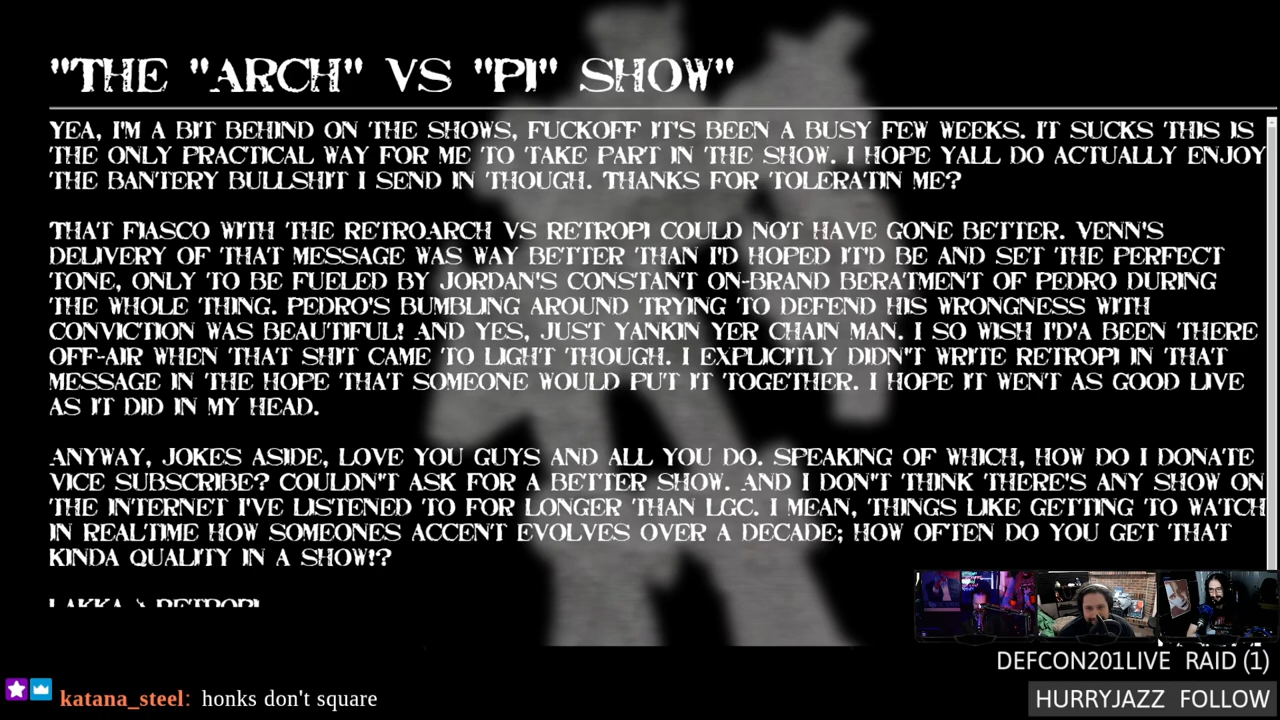 "THE "ARCH" VS "PI" SHOW"
YEA, I'M A BIT BEHIND ON THE SHOWS, FUCKOFF IT'S BEEN A BUSY FEW WEEKS. IT SUCKS THIS IS
THE ONLY PRACTICAL WAY FOR ME TO TAKE PART IN THE SHOW. I HOPE YALL DO ACTUALLY ENJOY
THE BANTERY BULLSHIT I SEND IN THOUGH. THANKS FOR TOLERATIN ME?
THAT FIASCO WITH THE RETROARCH VS RETROPI COULD NOT HAVE GONE BETTER. VENN'S
DELIVERY OF THAT MESSAGE WAS WAY BETTER THAN I'D HOPED IT'D BE AND SET THE PERFECT
TONE, ONLY TO BE FUELED BY JORDAN'S CONSTANT ON-BRAND BERATMENT OF PEDRO DURING
THE WHOLE THING. PEDRO'S BUMBLING AROUND TRYING TO DEFEND HIS WRONGNESS WITH
CONVICTION WAS BEAUTIFUL! AND YES, JUST YANKIN YER CHAIN MAN. I SO WISH I'D'A BEEN THERE
OFF-AIR WHEN THAT SHIT CAME TO LIGHT THOUGH. I EXPLICITLY DIDN'T WRITE RETROPI IN THAT
MESSAGE IN THE HOPE THAT SOMEONE WOULD PUT IT TOGETHER. I HOPE IT WENT AS GOOD LIVE
AS IT DID IN MY HEAD.
ANYWAY, JOKES ASIDE, LOVE YOU GUYS AND ALL YOU DO. SPEAKING OF WHICH, HOW DO I DONATE
VICE SUBSCRIBE? COULDN'T ASK FOR A BETTER SHOW. AND I DON'T THINK THERE'S ANY SHOW ON
THE INTERNET I'VE LISTENED TO FOR LONGER THAN LGC. I MEAN, THINGS LIKE GETTING TO WATCH
IN REALTIME HOW SOMEONES ACCENT EVOLVES OVER A DECADE; HOW OFTEN DO YOU GET THAT
KINDA QUALITY IN A SHOW!?
LAKKA > RETROPI
DEFCON201LIVE RAID (1)
katana_steel: honks don't square
HURRYJAZZ FOLLOW